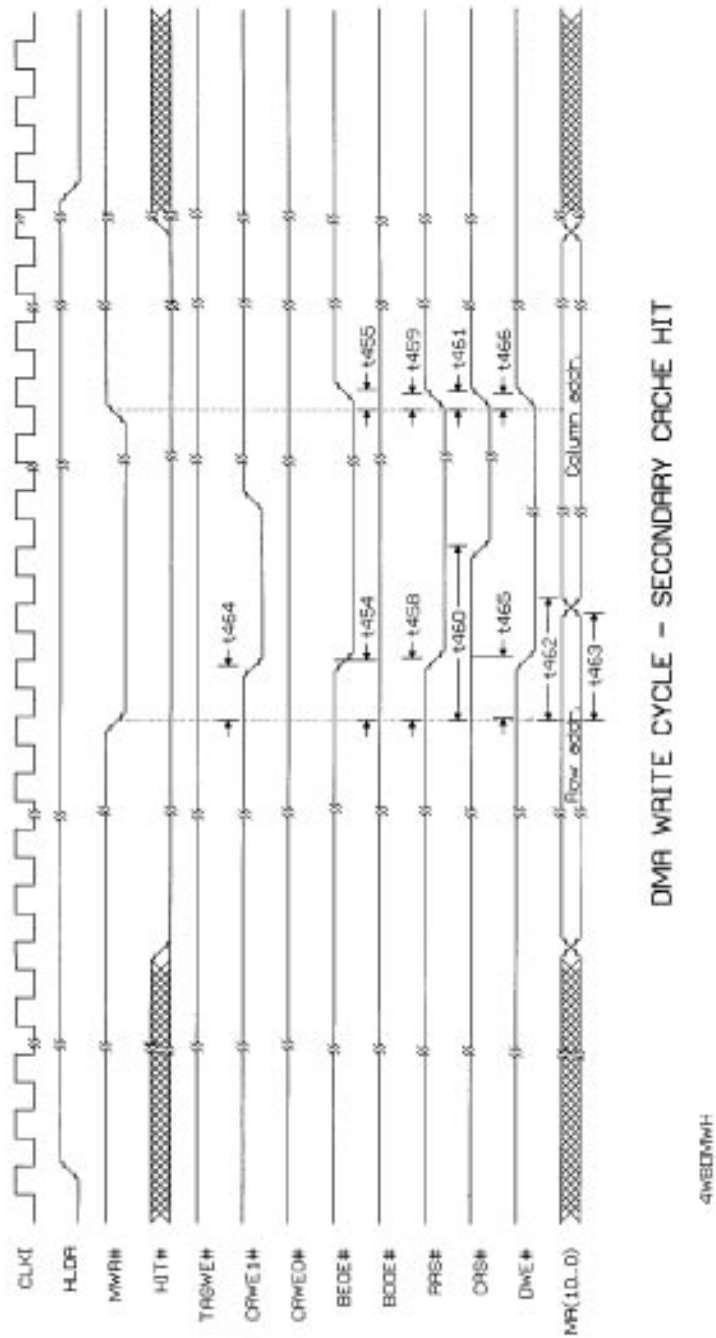 CLKI
HLDA
MWR#
HIT#
TAGWE#
CAWE1#
CAWE0#
BEOE#
BOOE#
RAS#
CAS#
DWE#
MA(10..0)
t464
t454
t455
t458
t459
t460
t461
t465
t466
t462
t463
Row addr.
Column addr.
DMA WRITE CYCLE - SECONDARY CACHE HIT
4WBDMWH